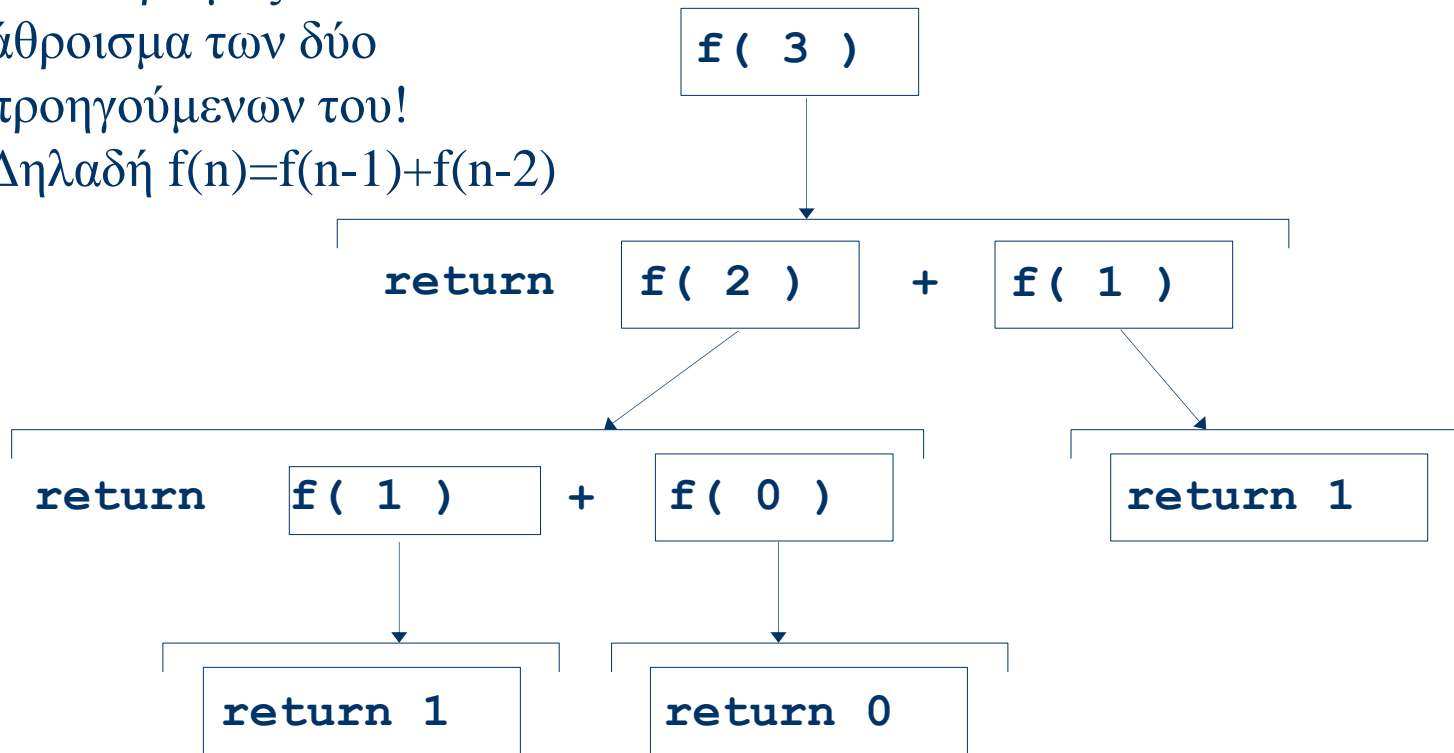 άθροισμα των δύο
προηγούμενων του!
Δηλαδή f(n)=f(n-1)+f(n-2)
f( 3 )
return f( 2 ) + f( 1 )
return f( 1 ) + f( 0 ) return 1
return 1 return 0